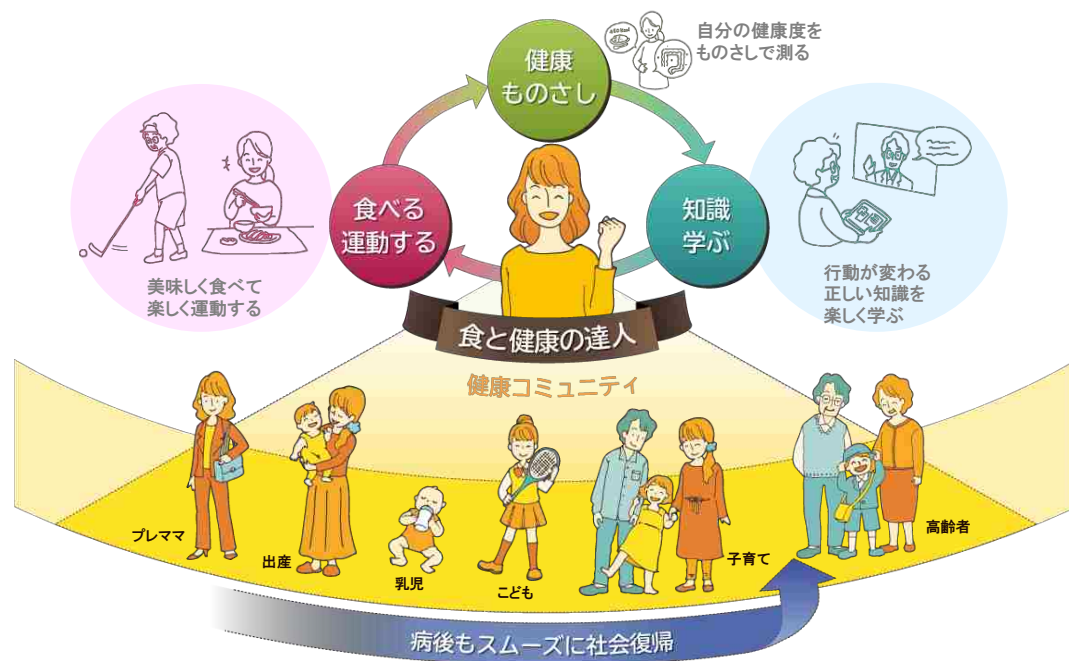 健康
ものさし
自分の健康度を
ものさしで測る
食べる
運動する
知識
学ぶ
美味しく食べて
楽しく運動する
行動が変わる
正しい知識を
楽しく学ぶ
食と健康の達人
健康コミュニティ
プレママ
出産
乳児
こども
子育て
高齢者
病後もスムーズに社会復帰